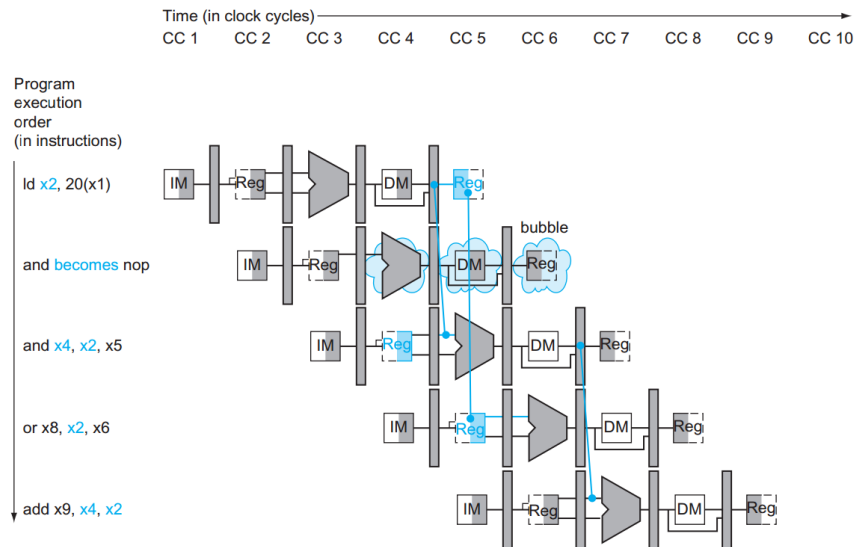 Time (in clock cycles)
CC 1 CC 2 CC 3 CC 4 CC 5 CC 6 CC 7 CC 8 CC 9 CC 10
Program
execution
order
(in instructions)
ld x2, 20(x1)
IM Reg DM Reg
bubble
and becomes nop
IM Reg DM Reg
and x4, x2, x5
IM Reg DM Reg
or x8, x2, x6
IM Reg DM Reg
add x9, x4, x2
IM Reg DM Reg